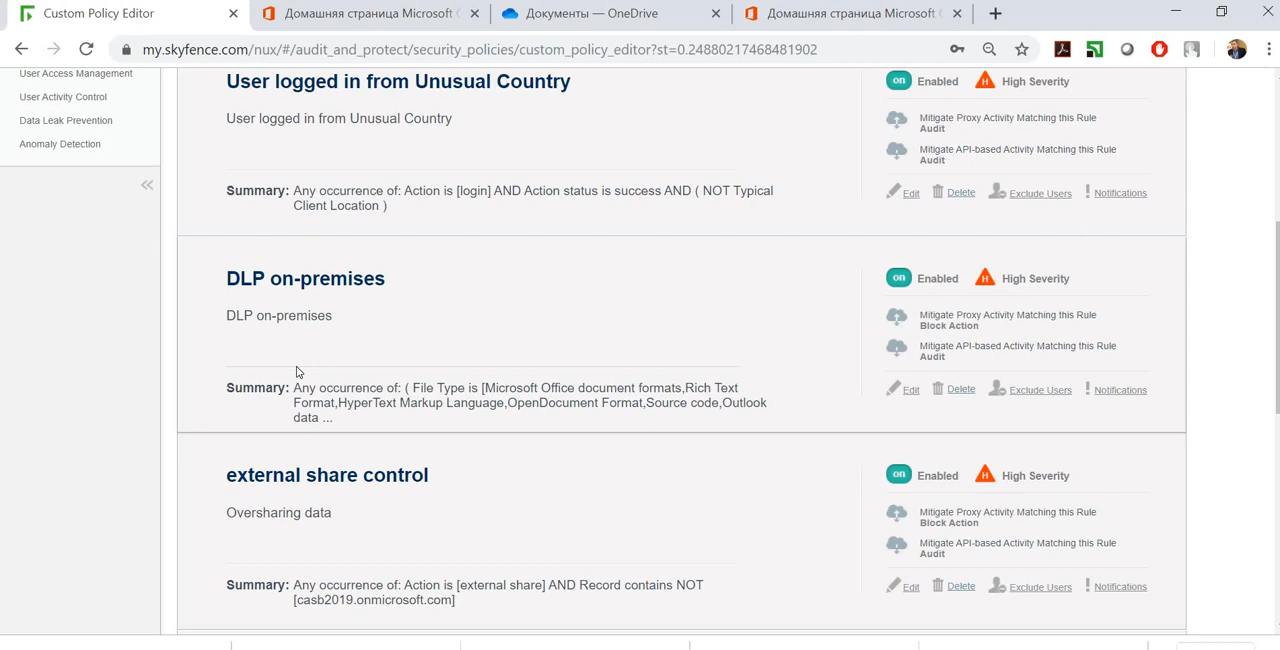 Custom Policy Editor
Домашняя страница Microsoft
Документы — OneDrive
Домашняя страница Microsoft
my.skyfence.com/nux/#/audit_and_protect/security_policies/custom_policy_editor?st=0.24880217468481902
User Access Management
User Activity Control
Data Leak Prevention
Anomaly Detection
User logged in from Unusual Country
User logged in from Unusual Country
Summary: Any occurrence of: Action is [login] AND Action status is success AND ( NOT Typical
Client Location )
on Enabled H High Severity
Mitigate Proxy Activity Matching this Rule
Audit
Mitigate API-based Activity Matching this Rule
Audit
Edit Delete Exclude Users Notifications
DLP on-premises
DLP on-premises
Summary: Any occurrence of: ( File Type is [Microsoft Office document formats,Rich Text
Format,HyperText Markup Language,OpenDocument Format,Source code,Outlook
data ...
on Enabled H High Severity
Mitigate Proxy Activity Matching this Rule
Block Action
Mitigate API-based Activity Matching this Rule
Audit
Edit Delete Exclude Users Notifications
external share control
Oversharing data
Summary: Any occurrence of: Action is [external share] AND Record contains NOT
[casb2019.onmicrosoft.com]
on Enabled H High Severity
Mitigate Proxy Activity Matching this Rule
Block Action
Mitigate API-based Activity Matching this Rule
Audit
Edit Delete Exclude Users Notifications